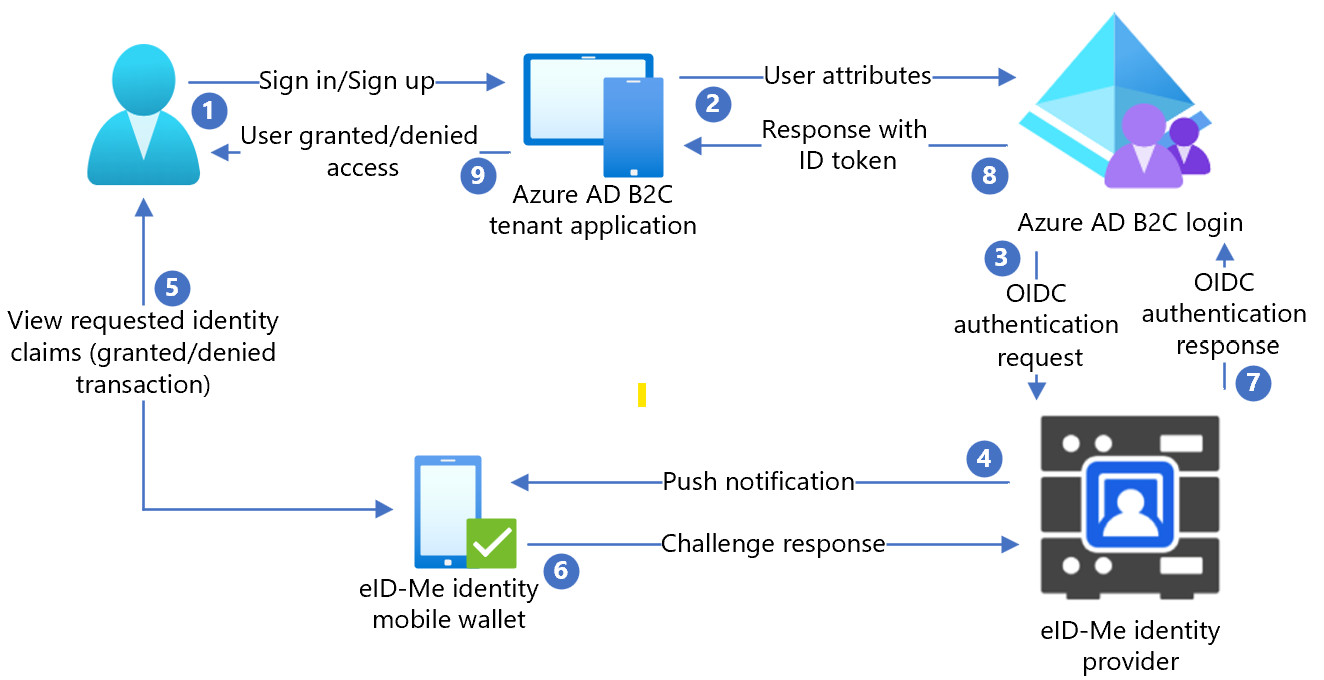 Sign in/Sign up
1
User granted/denied
access
9
Azure AD B2C
tenant application
User attributes
2
Response with
ID token
8
Azure AD B2C login
3
OIDC
authentication
request
OIDC
authentication
response
7
5
View requested identity
claims (granted/denied
transaction)
4
Push notification
Challenge response
6
eID-Me identity
mobile wallet
eID-Me identity
provider